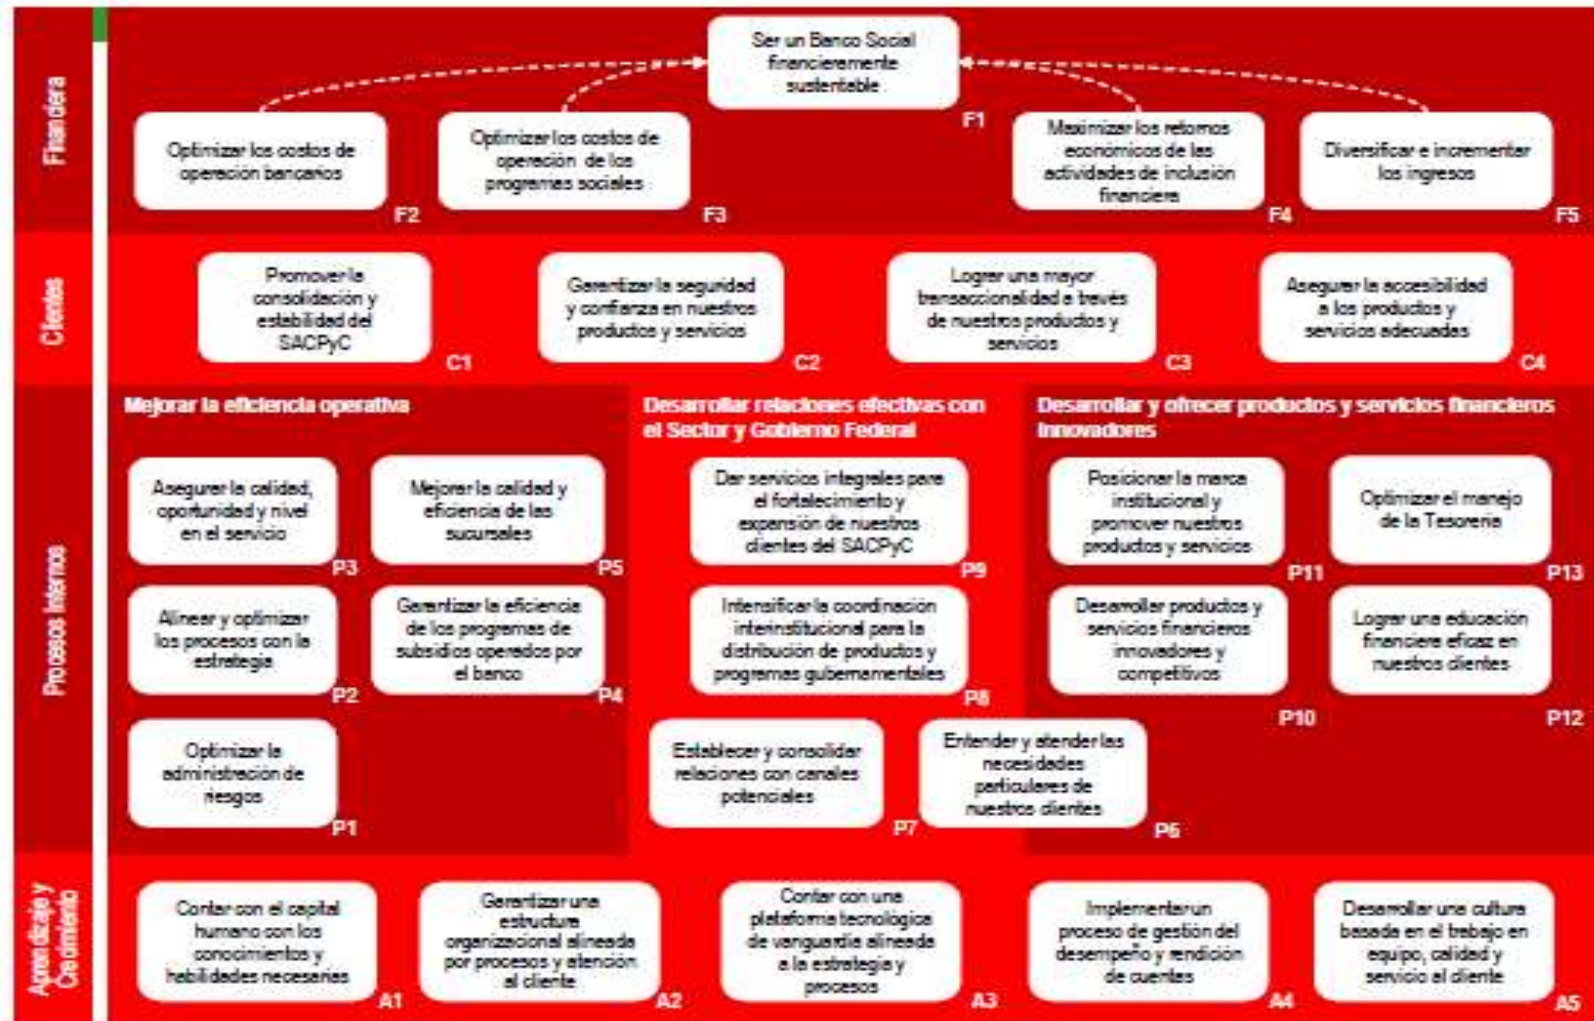 Financiera
Ser un Banco Social
financieramente
sustentable
F1
Optimizar los costos de
operación bancarios
F2
Optimizar los costos de
operación de los
programas sociales
F3
Maximizar los retornos
económicos de las
actividades de inclusión
financiera
F4
Diversificar e incrementar
los ingresos
F5
Clientes
Promover la
consolidación y
estabilidad del
SACPyC
C1
Garantizar la seguridad
y confianza en nuestros
productos y servicios
C2
Lograr una mayor
transaccionalidad a través
de nuestros productos y
servicios
C3
Asegurar la accesibilidad
a los productos y
servicios adecuadas
C4
Procesos Internos
Mejorar la eficiencia operativa
Asegurar la calidad,
oportunidad y nivel
en el servicio
P3
Mejorar la calidad y
eficiencia de las
sucursales
P5
Alinear y optimizar
los procesos con la
estrategia
P2
Garantizar la eficiencia
de los programas de
subsidios operados por
el banco
P4
Optimizar la
administración de
riesgos
P1
Desarrollar relaciones efectivas con
el Sector y Gobierno Federal
Dar servicios integrales para
el fortalecimiento y
expansión de nuestros
clientes del SACPyC
P9
Intensificar la coordinación
interinstitucional para la
distribución de productos y
programas gubernamentales
P8
Establecer y consolidar
relaciones con canales
potenciales
P7
Entender y atender las
necesidades
particulares de
nuestros clientes
P6
Desarrollar y ofrecer productos y servicios financieros
Innovadores
Posicionar la marca
institucional y
promover nuestros
productos y servicios
P11
Optimizar el manejo
de la Tesorería
P13
Desarrollar productos y
servicios financieros
innovadores y
competitivos
P10
Lograr una educación
financiera eficaz en
nuestros clientes
P12
Aprendizaje y
Crecimiento
Contar con el capital
humano con los
conocimientos y
habilidades necesarias
A1
Garantizar una
estructura
organizacional alineada
por procesos y atención
al cliente
A2
Contar con una
plataforma tecnológica
de vanguardia alineada
a la estrategia y
procesos
A3
Implementar un
proceso de gestión del
desempeño y rendición
de cuentas
A4
Desarrollar una cultura
basada en el trabajo en
equipo, calidad y
servicio al cliente
A5